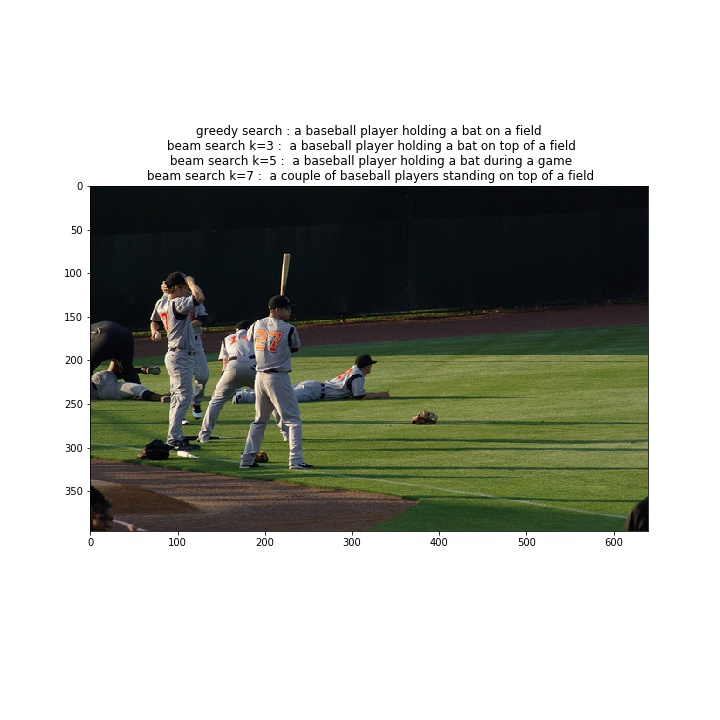 greedy search : a baseball player holding a bat on a field
beam search k=3 :  a baseball player holding a bat on top of a field
beam search k=5 :  a baseball player holding a bat during a game
beam search k=7 :  a couple of baseball players standing on top of a field
0
50
100
150
200
250
300
350
7
27
0 100 200 300 400 500 600